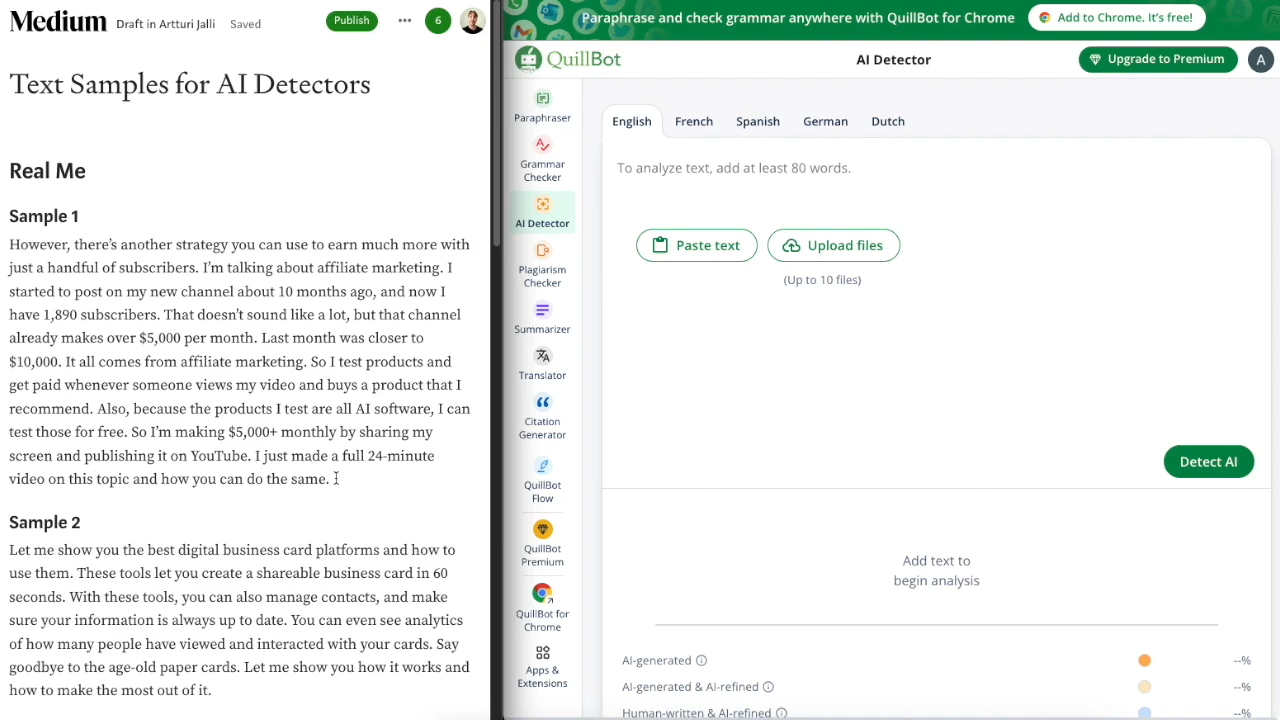 Medium Draft in Artturi Jalli Saved Publish 6
Text Samples for AI Detectors
Real Me
Sample 1
However, there's another strategy you can use to earn much more with
just a handful of subscribers. I'm talking about affiliate marketing. I
started to post on my new channel about 10 months ago, and now I
have 1,890 subscribers. That doesn't sound like a lot, but that channel
already makes over $5,000 per month. Last month was closer to
$10,000. It all comes from affiliate marketing. So I test products and
get paid whenever someone views my video and buys a product that I
recommend. Also, because the products I test are all AI software, I can
test those for free. So I'm making $5,000+ monthly by sharing my
screen and publishing it on YouTube. I just made a full 24-minute
video on this topic and how you can do the same.
Sample 2
Let me show you the best digital business card platforms and how to
use them. These tools let you create a shareable business card in 60
seconds. With these tools, you can also manage contacts, and make
sure your information is always up to date. You can even see analytics
of how many people have viewed and interacted with your cards. Say
goodbye to the age-old paper cards. Let me show you how it works and
how to make the most out of it.
Paraphrase and check grammar anywhere with QuillBot for Chrome Add to Chrome. It's free!
QuillBot AI Detector Upgrade to Premium A
Paraphraser
Grammar
Checker
AI Detector
Plagiarism
Checker
Summarizer
Translator
Citation
Generator
QuillBot
Flow
QuillBot
Premium
QuillBot for
Chrome
Apps &
Extensions
English French Spanish German Dutch
To analyze text, add at least 80 words.
Paste text Upload files
(Up to 10 files)
Detect AI
Add text to
begin analysis
AI-generated --%
AI-generated & AI-refined --%
Human-written & AI-refined --%